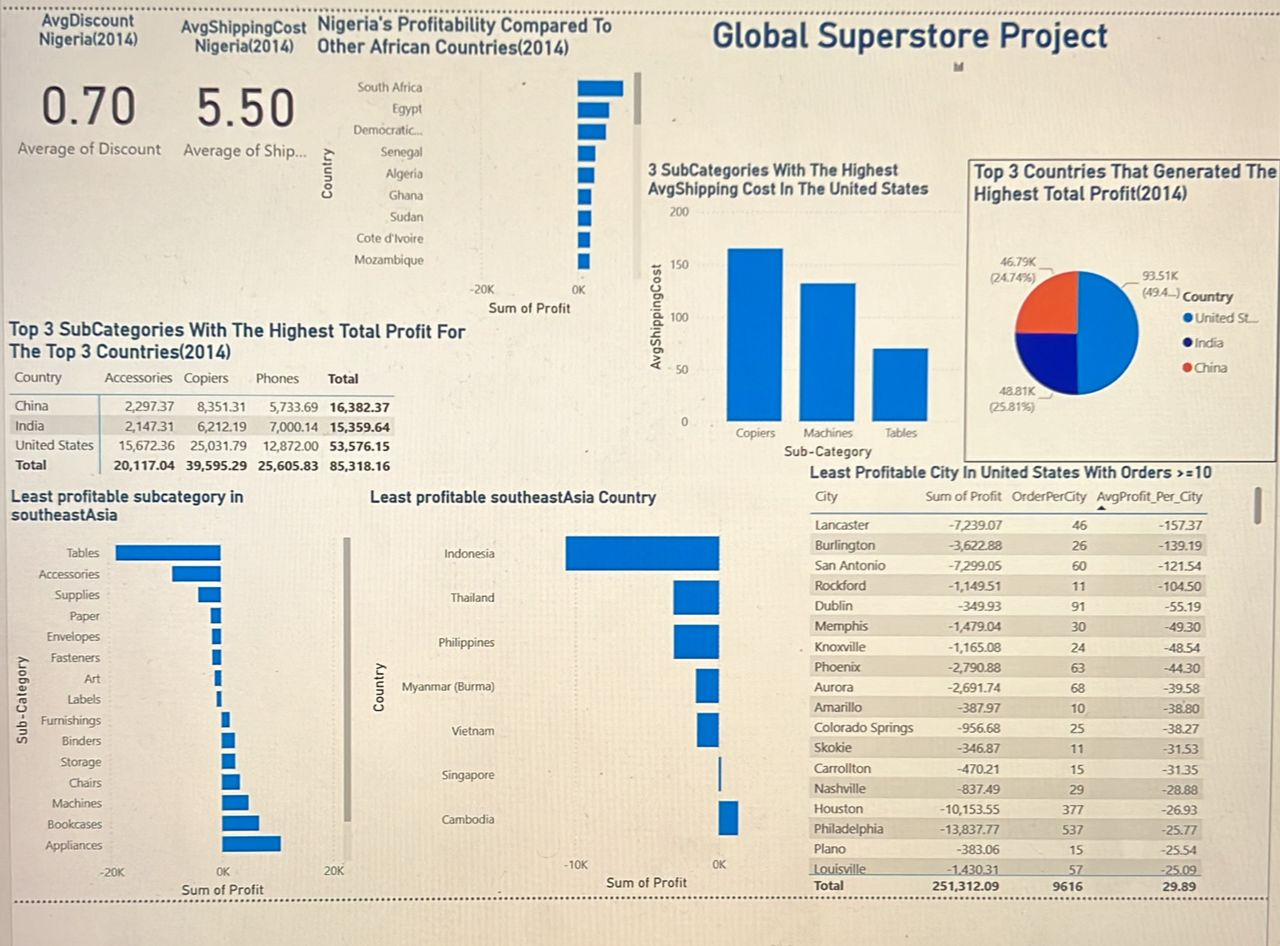 AvgDiscount
Nigeria(2014)
0.70
Average of Discount
AvgShippingCost
Nigeria(2014)
5.50
Average of Ship...
Nigeria's Profitability Compared To
Other African Countries(2014)
Country
South Africa
Egypt
Democratic...
Senegal
Algeria
Ghana
Sudan
Cote d'Ivoire
Mozambique
-20K 0K
Sum of Profit
Global Superstore Project
3 SubCategories With The Highest
AvgShipping Cost In The United States
AvgShippingCost
200
150
100
50
0
Copiers Machines Tables
Sub-Category
Top 3 Countries That Generated The
Highest Total Profit(2014)
46.79K
(24.74%)
93.51K
(49.4...)
48.81K
(25.81%)
Country
United St...
India
China
Top 3 SubCategories With The Highest Total Profit For
The Top 3 Countries(2014)
Country Accessories Copiers Phones Total
China 2,297.37 8,351.31 5,733.69 16,382.37
India 2,147.31 6,212.19 7,000.14 15,359.64
United States 15,672.36 25,031.79 12,872.00 53,576.15
Total 20,117.04 39,595.29 25,605.83 85,318.16
Least profitable subcategory in
southeastAsia
Sub-Category
Tables
Accessories
Supplies
Paper
Envelopes
Fasteners
Art
Labels
Furnishings
Binders
Storage
Chairs
Machines
Bookcases
Appliances
-20K 0K 20K
Sum of Profit
Least profitable southeastAsia Country
Country
Indonesia
Thailand
Philippines
Myanmar (Burma)
Vietnam
Singapore
Cambodia
-10K 0K
Sum of Profit
Least Profitable City In United States With Orders >=10
City Sum of Profit OrderPerCity AvgProfit_Per_City
Lancaster -7,239.07 46 -157.37
Burlington -3,622.88 26 -139.19
San Antonio -7,299.05 60 -121.54
Rockford -1,149.51 11 -104.50
Dublin -349.93 91 -55.19
Memphis -1,479.04 30 -49.30
Knoxville -1,165.08 24 -48.54
Phoenix -2,790.88 63 -44.30
Aurora -2,691.74 68 -39.58
Amarillo -387.97 10 -38.80
Colorado Springs -956.68 25 -38.27
Skokie -346.87 11 -31.53
Carrollton -470.21 15 -31.35
Nashville -837.49 29 -28.88
Houston -10,153.55 377 -26.93
Philadelphia -13,837.77 537 -25.77
Plano -383.06 15 -25.54
Louisville -1,430.31 57 -25.09
Total 251,312.09 9616 29.89